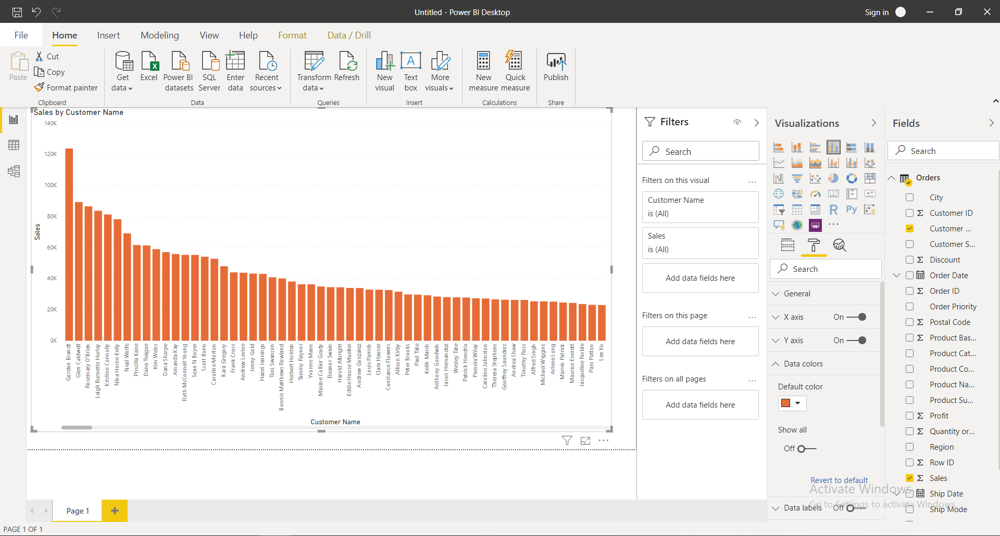 Untitled - Power BI Desktop
Sign in
File
Home
Insert
Modeling
View
Help
Format
Data / Drill
Paste
Cut
Copy
Format painter
Clipboard
Get data
Excel
Power BI datasets
SQL Server
Enter data
Recent sources
Data
Transform data
Refresh
Queries
New visual
Text box
More visuals
Insert
New measure
Quick measure
Calculations
Publish
Share
Sales by Customer Name
140K
120K
100K
80K
60K
40K
20K
0K
Sales
Gordon Brandt
Glen Caldwell
Rosemary O'Brien
Leigh Burnette Hurley
Kristine Connolly
Nina Horne Kelly
Neal Wolfe
Priscilla Kane
Dana Teague
Kim Weiss
Dana Sharpe
Amanda Kay
Ruth McConnell Young
Sean N Boyer
Scott Bunn
Caroline Morton
Kara Gregory
Frank Cross
Andrew Levine
Jenny Gold
Hazel Jennings
Toni Swanson
Bonnie Matthews Rowland
Herbert Holden
Tammy Raynor
Yvonne Mann
Maxine Collier Grady
Eleanor Swain
Harold Albright
Eddie House Mueller
Andrew Gonzalez
Louis Parrish
Clara Hauser
Constance Flowers
Allison Kirby
Peter Brooks
Paul Tate
Keith Marsh
Anthony Goodwin
Jason Hernandez
Wesley Tate
Patrick Hendrix
Pamela Wiley
Caroline Johnston
Theresa Stephens
Geoffrey Saunders
Andrea Shaw
Timothy Ross
Alfred Singh
Michael Wiggins
Arlene Long
Marvin Patrick
Maurice Everett
Jacqueline Noble
Pam Patton
Lee Xu
Customer Name
Page 1
PAGE 1 OF 1
Filters
Search
Filters on this visual
...
Customer Name
is (All)
Sales
is (All)
Add data fields here
Filters on this page
...
Add data fields here
Filters on all pages
...
Add data fields here
Visualizations
123
R
Py
...
Search
General
X axis On
Y axis On
Data colors
Default color
Show all
Off
Revert to default
Data labels Off
Fields
Search
Orders
City
Customer ID
Customer ...
Customer S...
Discount
Order Date
Order ID
Order Priority
Postal Code
Product Bas...
Product Cat...
Product Co...
Product Na...
Product Su...
Profit
Quantity or...
Region
Row ID
Sales
Ship Date
Ship Mode
Activate Windows
Go to Settings to activate Windows.